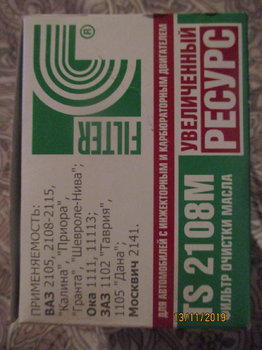 ®
FILTER
УВЕЛИЧЕННЫЙ
РЕСУРС
ДЛЯ АВТОМОБИЛЕЙ С ИНЖЕКТОРНЫМ И КАРБЮРАТОРНЫМ ДВИГАТЕЛЕМ
TS 2108М
ФИЛЬТР ОЧИСТКИ МАСЛА
ПРИМЕНЯЕМОСТЬ:
ВАЗ 2105, 2108-2115,
"Калина", "Приора"
"Гранта", "Шевроле-Нива";
Ока 1111, 11113;
ЗАЗ 1102 "Таврия",
1105 "Дана";
Москвич 2141.
13/11/2019